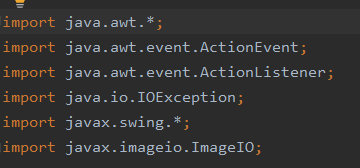 import java.awt.*;
import java.awt.event.ActionEvent;
import java.awt.event.ActionListener;
import java.io.IOException;
import javax.swing.*;
import javax.imageio.ImageIO;